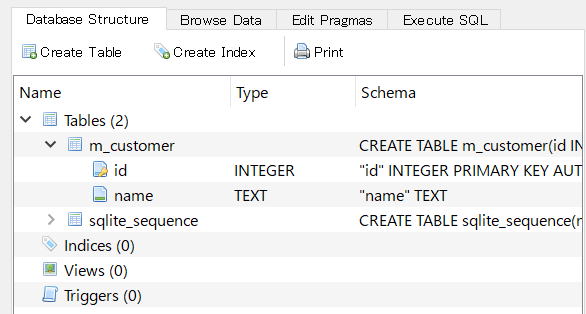 Database Structure Browse Data Edit Pragmas Execute SQL
Create Table Create Index Print
Name Type Schema
Tables (2)
m_customer CREATE TABLE m_customer(id IN
id INTEGER "id" INTEGER PRIMARY KEY AUT
name TEXT "name" TEXT
sqlite_sequence CREATE TABLE sqlite_sequence(
Indices (0)
Views (0)
Triggers (0)